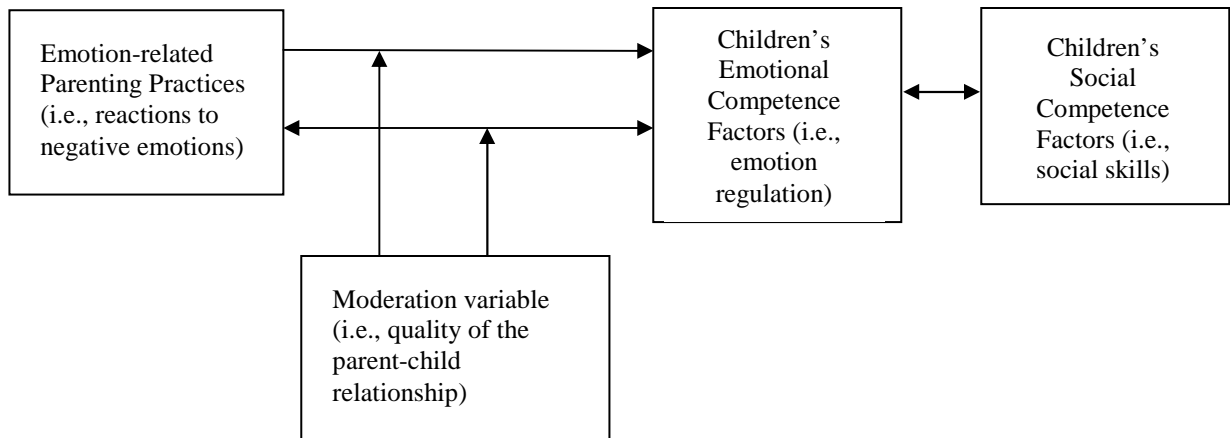 Emotion-related
Parenting Practices
(i.e., reactions to
negative emotions)
Children’s
Emotional
Competence
Factors (i.e.,
emotion
regulation)
Children’s
Social
Competence
Factors (i.e.,
social skills)
Moderation variable
(i.e., quality of the
parent-child
relationship)